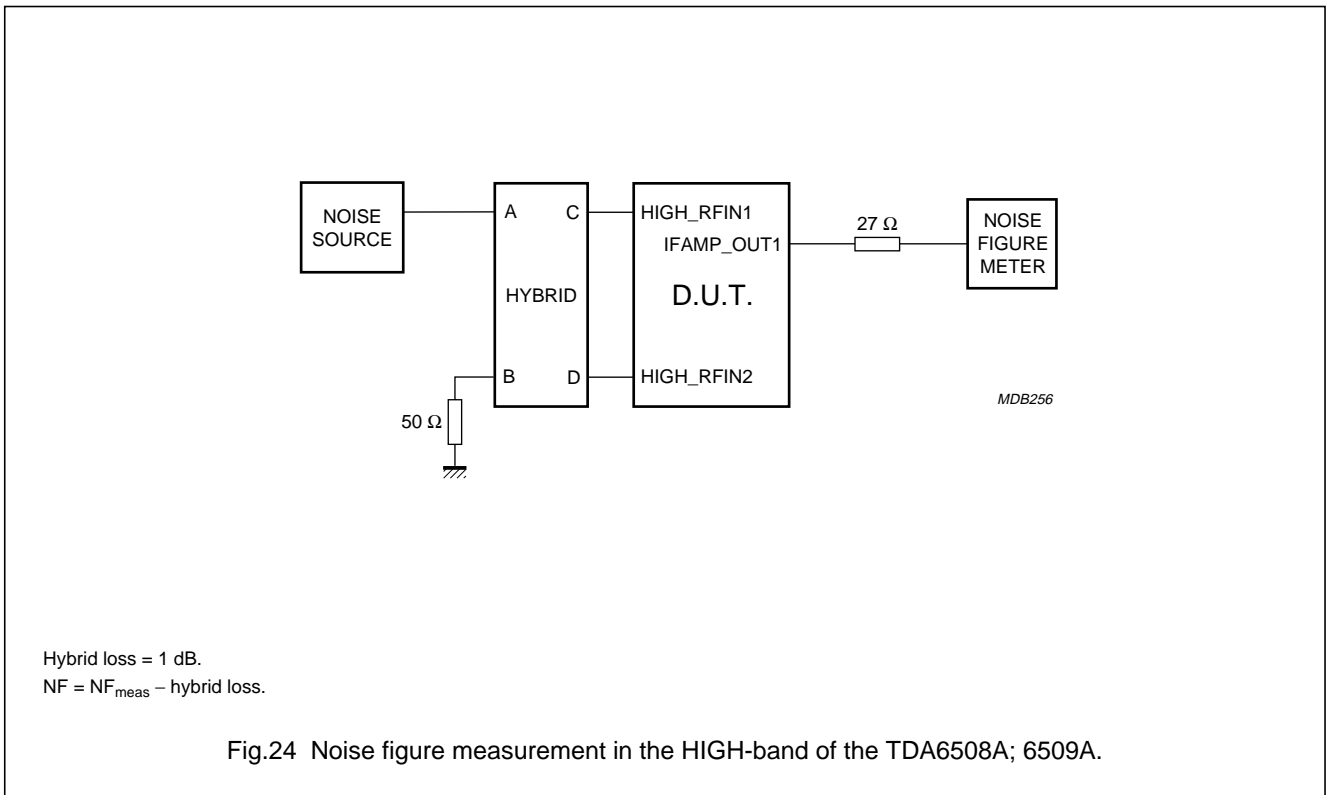 NOISE
SOURCE
A
C
HYBRID
B
D
50 Ω
HIGH_RFIN1
IFAMP_OUT1
D.U.T.
HIGH_RFIN2
27 Ω
NOISE
FIGURE
METER
MDB256
Hybrid loss = 1 dB.
NF = NFmeas − hybrid loss.
Fig.24 Noise figure measurement in the HIGH-band of the TDA6508A; 6509A.